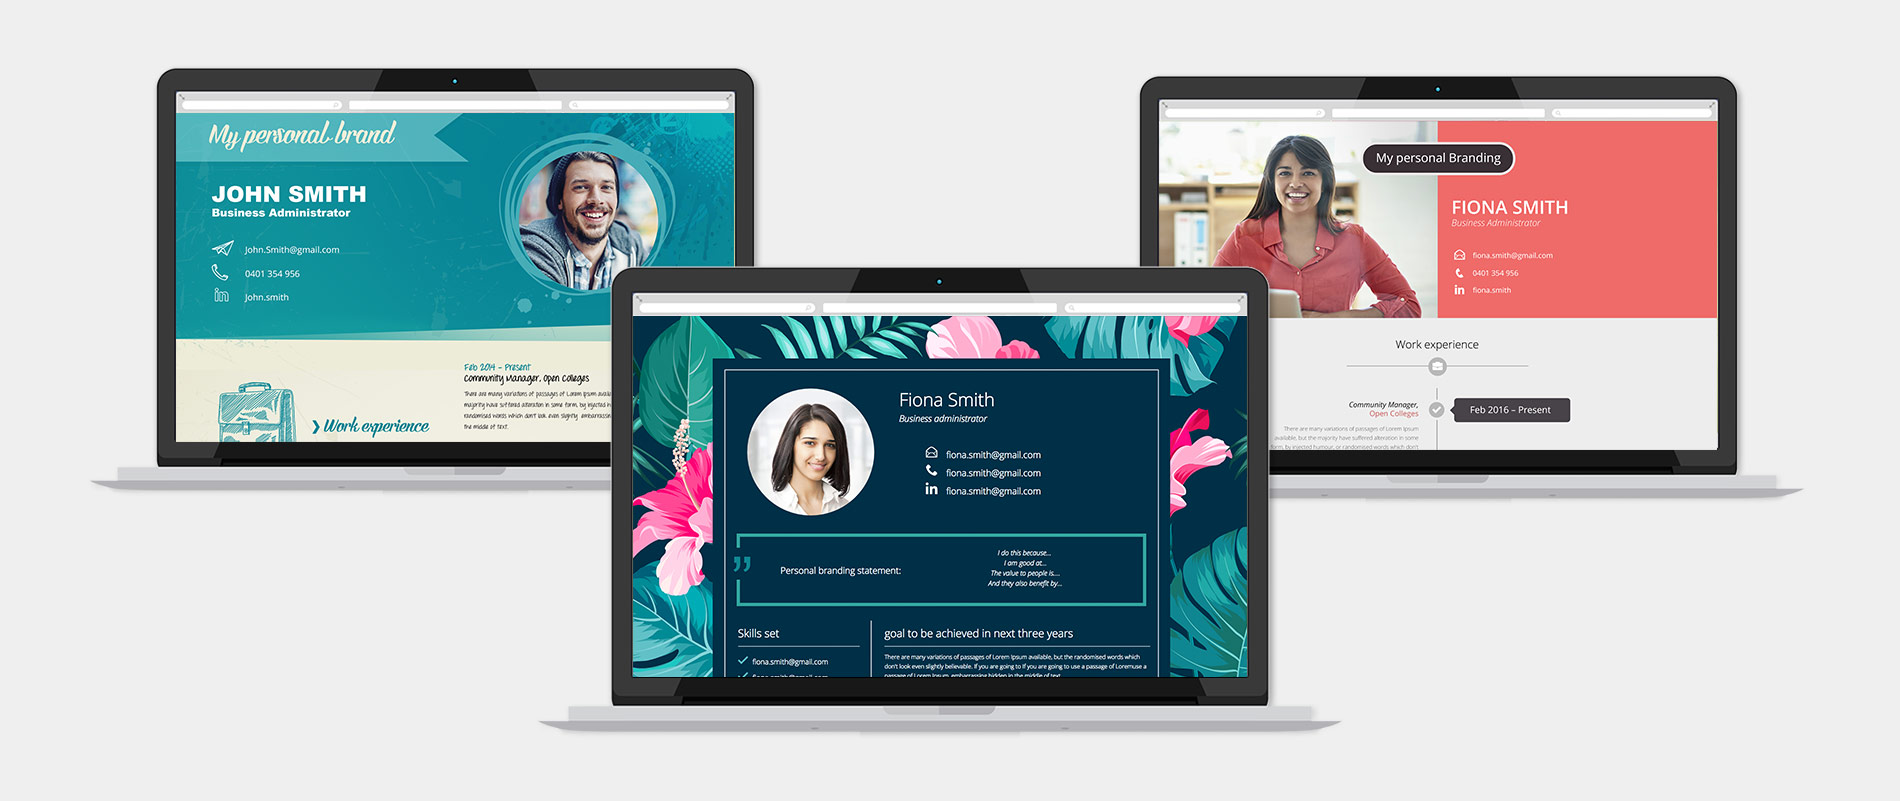 My personal brand
JOHN SMITH
Business Administrator
John.Smith@gmail.com
0401 354 956
John.smith
Feb 2014 – Present
Community Manager, Open Colleges
There are many variations of passages of Lorem Ipsum availa
majority have suffered alteration in some form, by injected
randomised words which don't look even slightly embarrassing
the middle of text.
Work experience
Fiona Smith
Business administrator
fiona.smith@gmail.com
fiona.smith@gmail.com
in fiona.smith@gmail.com
Personal branding statement:
I do this because...
I am good at...
The value to people is....
And they also benefit by...
Skills set
fiona.smith@gmail.com
fiona.smith@gmail.com
goal to be achieved in next three years
There are many variations of passages of Lorem Ipsum available, but the randomised words which
don't look even slightly believable. If you are going to If you are going to use a passage of Loremuse a
passage of Lorem Ipsum, embarrassing hidden in the middle of text.
My personal Branding
FIONA SMITH
Business Administrator
fiona.smith@gmail.com
0401 354 956
in fiona.smith
Work experience
Community Manager,
Open Colleges
Feb 2016 – Present
There are many variations of passages of Lorem Ipsum
available, but the majority have suffered alteration in some
form, by injected humour, or randomised words which don't